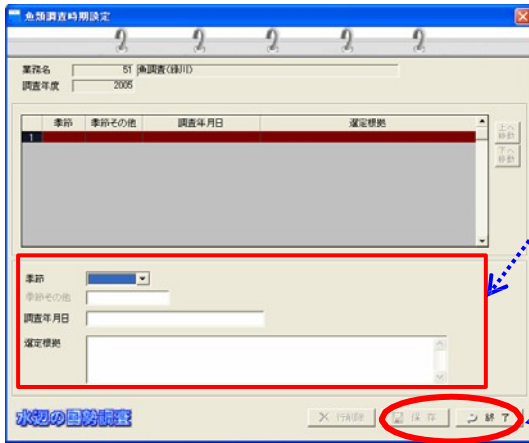 魚類調査時期設定
業務名 51 魚調査(緑川)
調査年度 2005
季節 季節その他 調査年月日 選定根拠
上へ
移動
1
下へ
移動
季節
季節その他
調査年月日
選定根拠
水辺の国勢調査
行削除 保存 終了